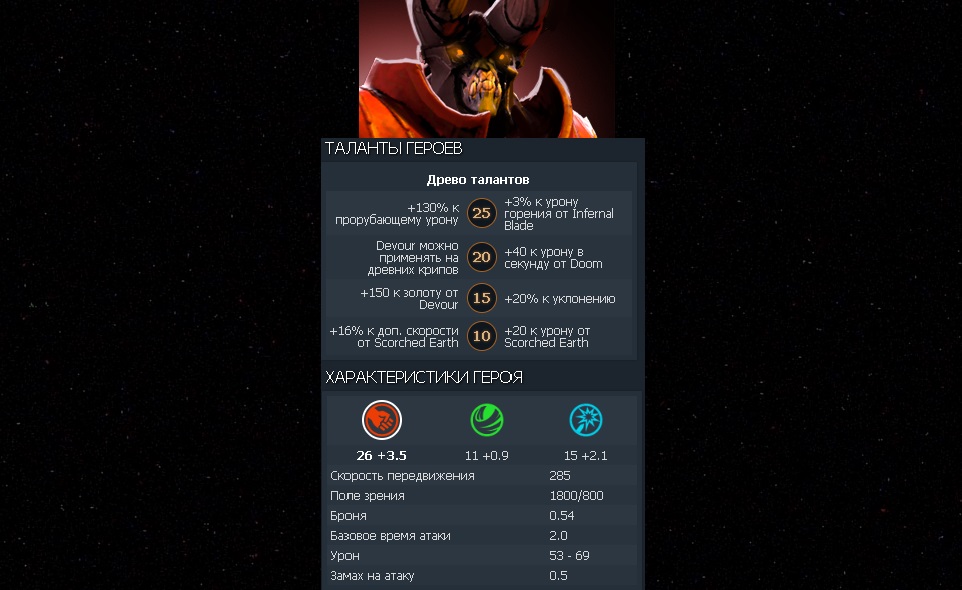 ТАЛАНТЫ ГЕРОЕВ
Древо талантов
+130% к
прорубающему урону
25
+3% к урону
горения от Infernal
Blade
Devour можно
применять на
древних крипов
20
+40 к урону в
секунду от Doom
+150 к золоту от
Devour
15
+20% к уклонению
+16% к доп. скорости
от Scorched Earth
10
+20 к урону от
Scorched Earth
ХАРАКТЕРИСТИКИ ГЕРОЯ
26 +3.5 11 +0.9 15 +2.1
Скорость передвижения 285
Поле зрения 1800/800
Броня 0.54
Базовое время атаки 2.0
Урон 53 - 69
Замах на атаку 0.5